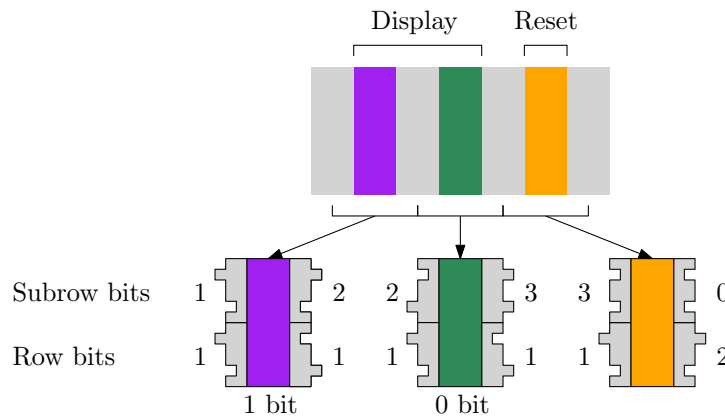 Display Reset
Subrow bits 1 2 2 3 3 0
Row bits 1 1 1 1 1 2
1 bit 0 bit